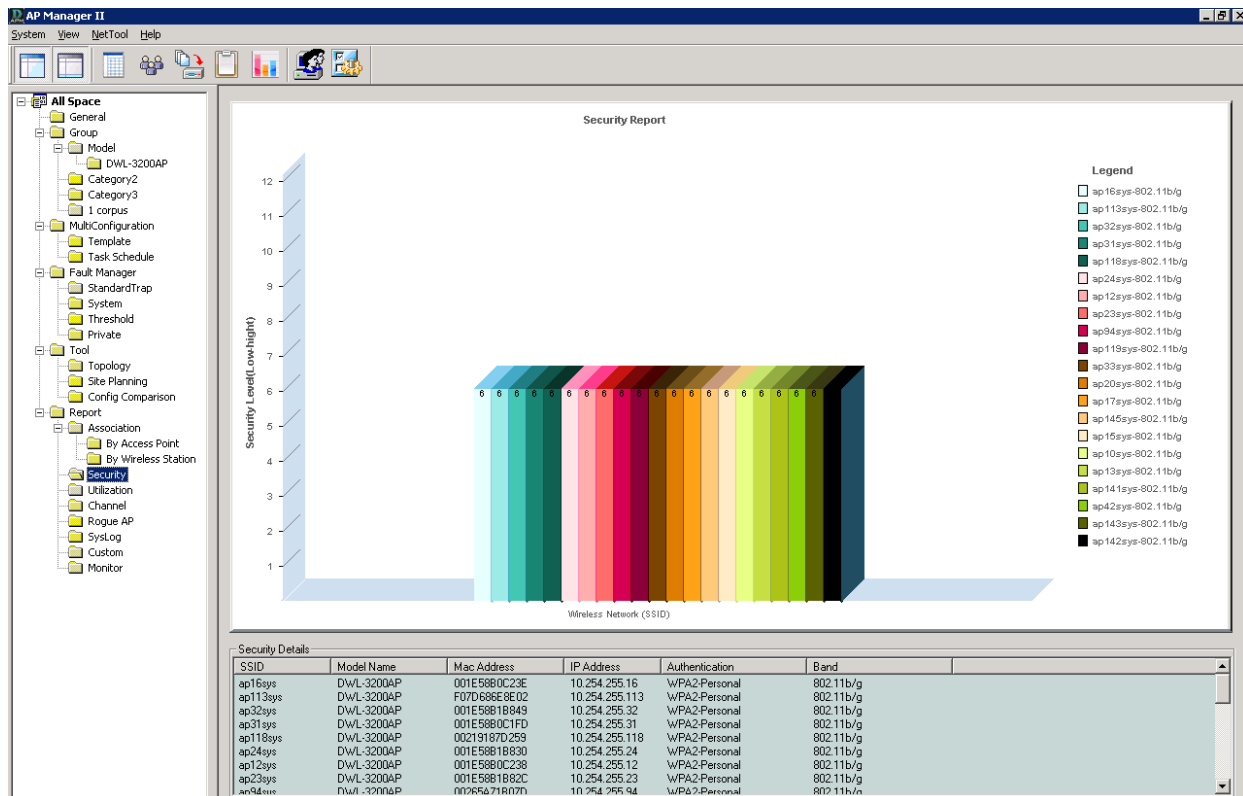 AP Manager II
System View NetTool Help
All Space
General
Group
Model
DWL-3200AP
Category2
Category3
1 corpus
MultiConfiguration
Template
Task Schedule
Fault Manager
StandardTrap
System
Threshold
Private
Tool
Topology
Site Planning
Config Comparison
Report
Association
By Access Point
By Wireless Station
Security
Utilization
Channel
Rogue AP
SysLog
Custom
Monitor
Security Report
Security Level(Low-hight)
12
11
10
9
8
7
6
5
4
3
2
1
6 6 6 6 6 6 6 6 6 6 6 6 6 6 6 6 6 6 6 6
Wireless Network (SSID)
Legend
ap16sys-802.11b/g
ap113sys-802.11b/g
ap32sys-802.11b/g
ap31sys-802.11b/g
ap118sys-802.11b/g
ap24sys-802.11b/g
ap12sys-802.11b/g
ap23sys-802.11b/g
ap94sys-802.11b/g
ap119sys-802.11b/g
ap33sys-802.11b/g
ap20sys-802.11b/g
ap17sys-802.11b/g
ap145sys-802.11b/g
ap15sys-802.11b/g
ap10sys-802.11b/g
ap13sys-802.11b/g
ap141sys-802.11b/g
ap42sys-802.11b/g
ap143sys-802.11b/g
ap142sys-802.11b/g
Security Details
SSID Model Name Mac Address IP Address Authentication Band
ap16sys DWL-3200AP 001E58B0C23E 10.254.255.16 WPA2-Personal 802.11b/g
ap113sys DWL-3200AP F07D686E8E02 10.254.255.113 WPA2-Personal 802.11b/g
ap32sys DWL-3200AP 001E58B1B849 10.254.255.32 WPA2-Personal 802.11b/g
ap31sys DWL-3200AP 001E58B0C1FD 10.254.255.31 WPA2-Personal 802.11b/g
ap118sys DWL-3200AP 00219187D259 10.254.255.118 WPA2-Personal 802.11b/g
ap24sys DWL-3200AP 001E58B1B830 10.254.255.24 WPA2-Personal 802.11b/g
ap12sys DWL-3200AP 001E58B0C238 10.254.255.12 WPA2-Personal 802.11b/g
ap23sys DWL-3200AP 001E58B1B82C 10.254.255.23 WPA2-Personal 802.11b/g
ap94sys DWL-3200AP 00265A71B07D 10.254.255.94 WPA2-Personal 802.11b/g